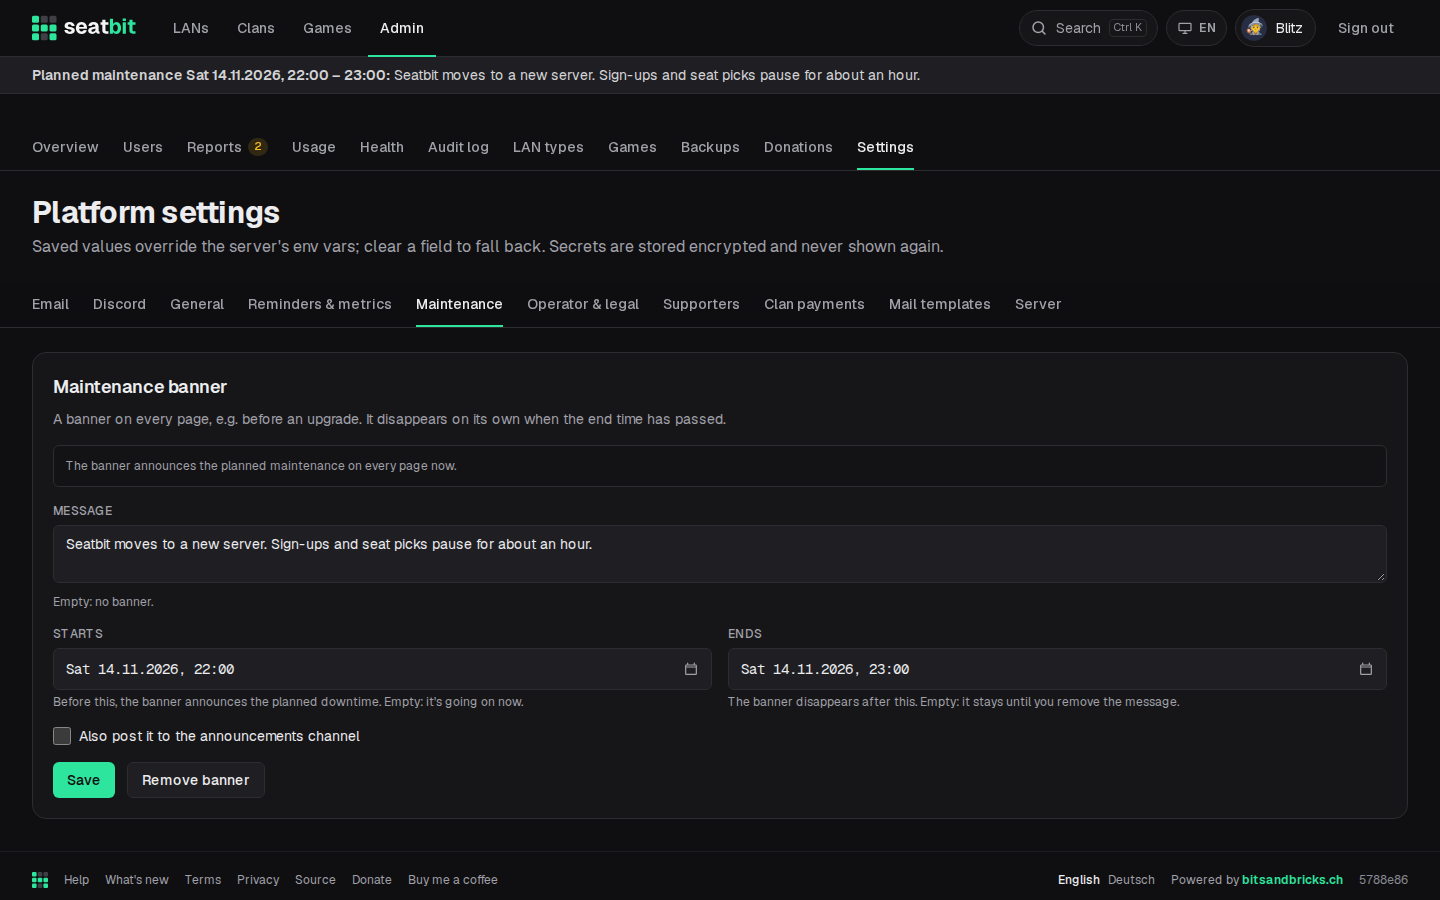 seatbit LANs Clans Games Admin Search Ctrl K EN Blitz Sign out
Planned maintenance Sat 14.11.2026, 22:00 – 23:00: Seatbit moves to a new server. Sign-ups and seat picks pause for about an hour.
Overview Users Reports 2 Usage Health Audit log LAN types Games Backups Donations Settings
Platform settings
Saved values override the server's env vars; clear a field to fall back. Secrets are stored encrypted and never shown again.
Email Discord General Reminders & metrics Maintenance Operator & legal Supporters Clan payments Mail templates Server
Maintenance banner
A banner on every page, e.g. before an upgrade. It disappears on its own when the end time has passed.
The banner announces the planned maintenance on every page now.
MESSAGE
Seatbit moves to a new server. Sign-ups and seat picks pause for about an hour.
Empty: no banner.
STARTS ENDS
Sat 14.11.2026, 22:00 Sat 14.11.2026, 23:00
Before this, the banner announces the planned downtime. Empty: it's going on now. The banner disappears after this. Empty: it stays until you remove the message.
Also post it to the announcements channel
Save Remove banner
Help What's new Terms Privacy Source Donate Buy me a coffee English Deutsch Powered by bitsandbricks.ch 5788e86